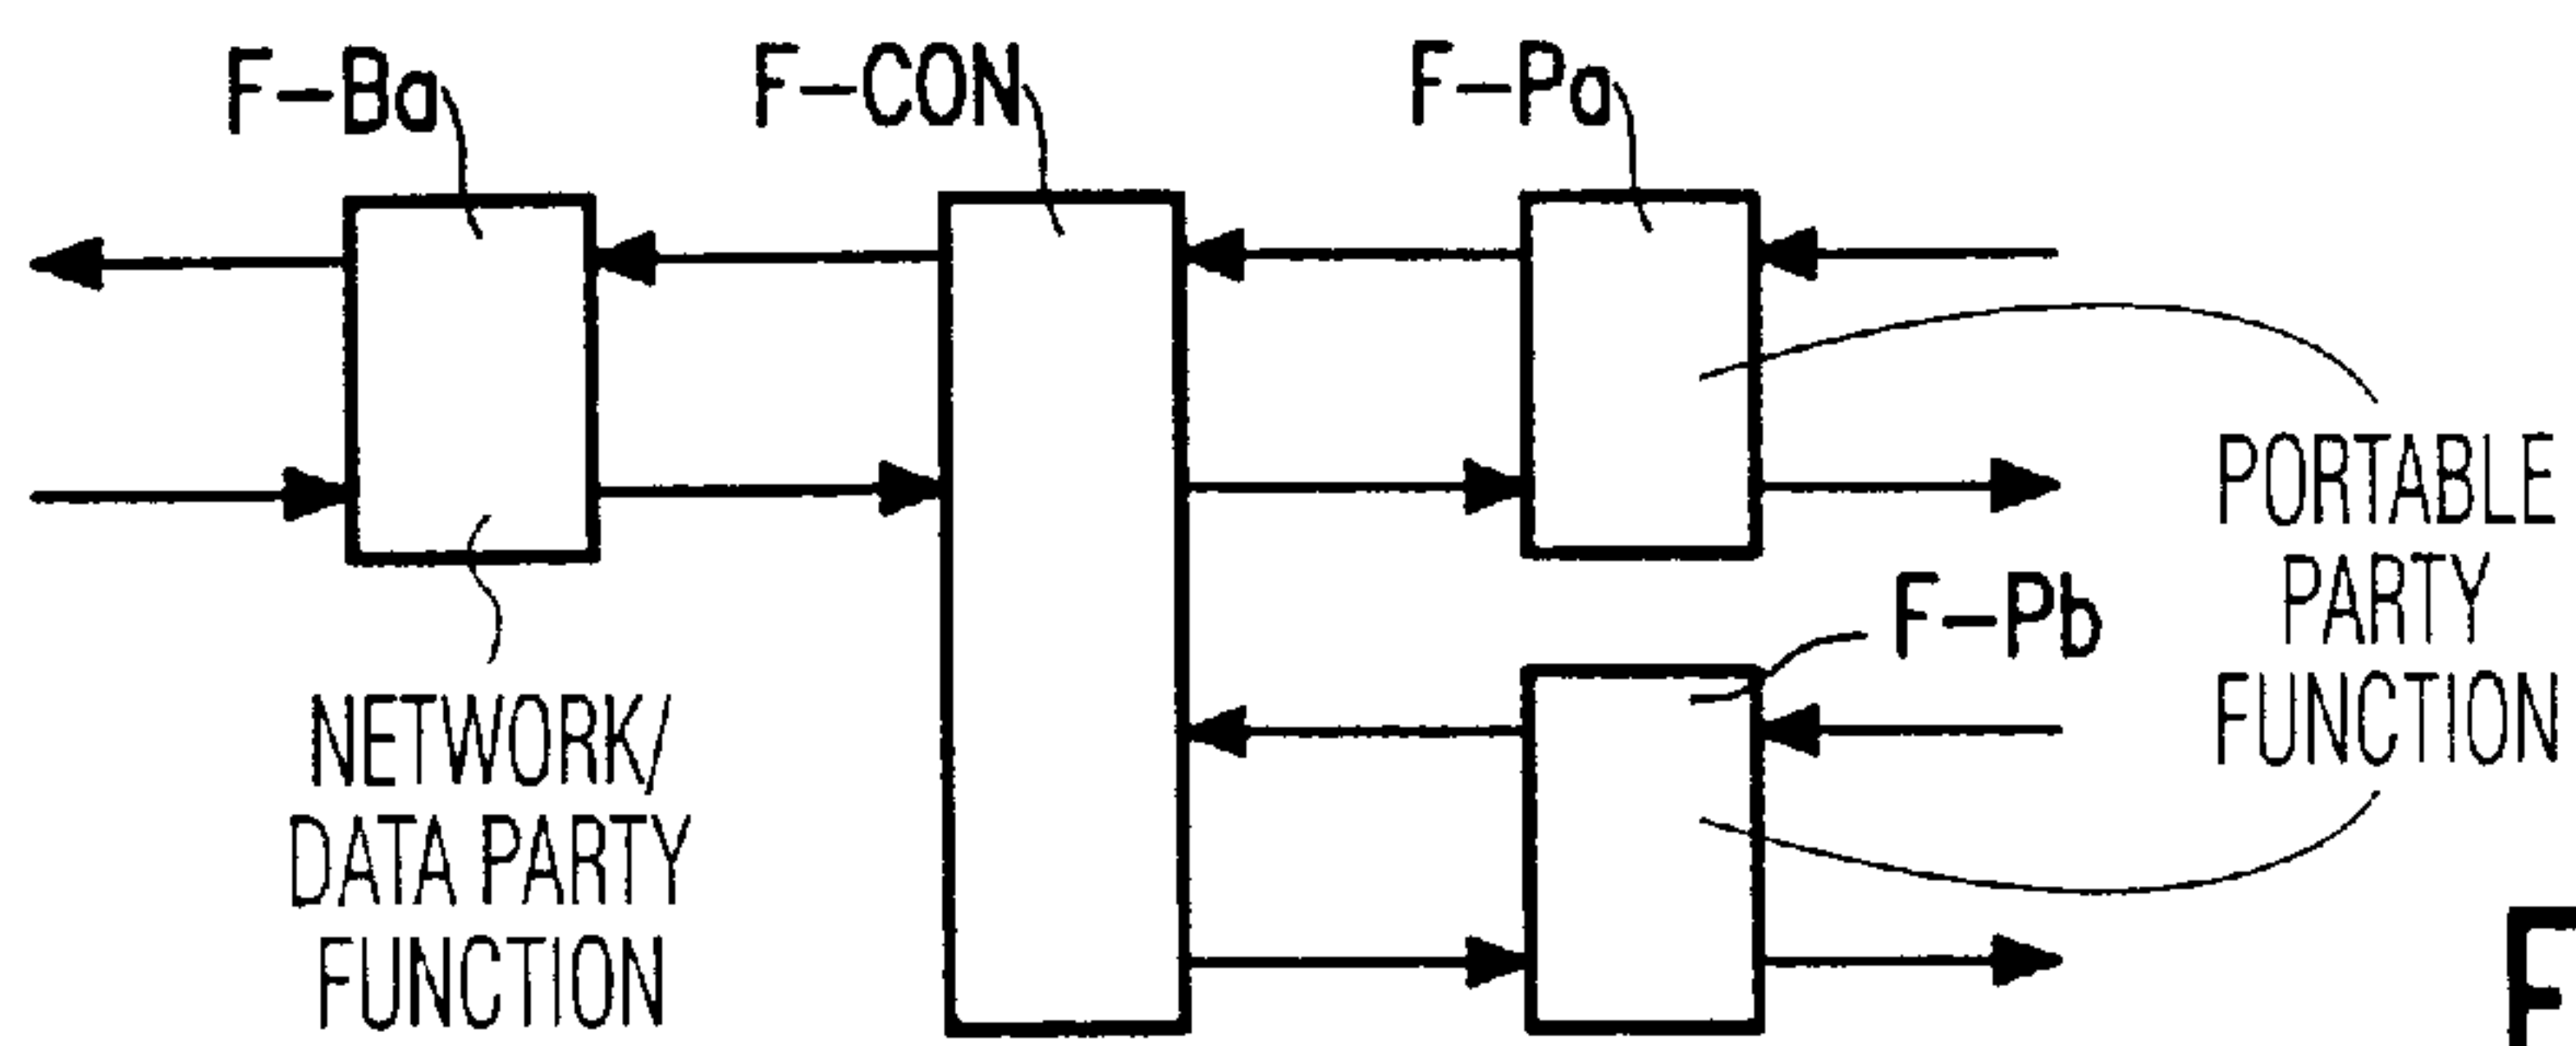 F-Ba
F-CON
F-Pa
PORTABLE
PARTY
FUNCTION
F-Pb
NETWORK/
DATA PARTY
FUNCTION
F